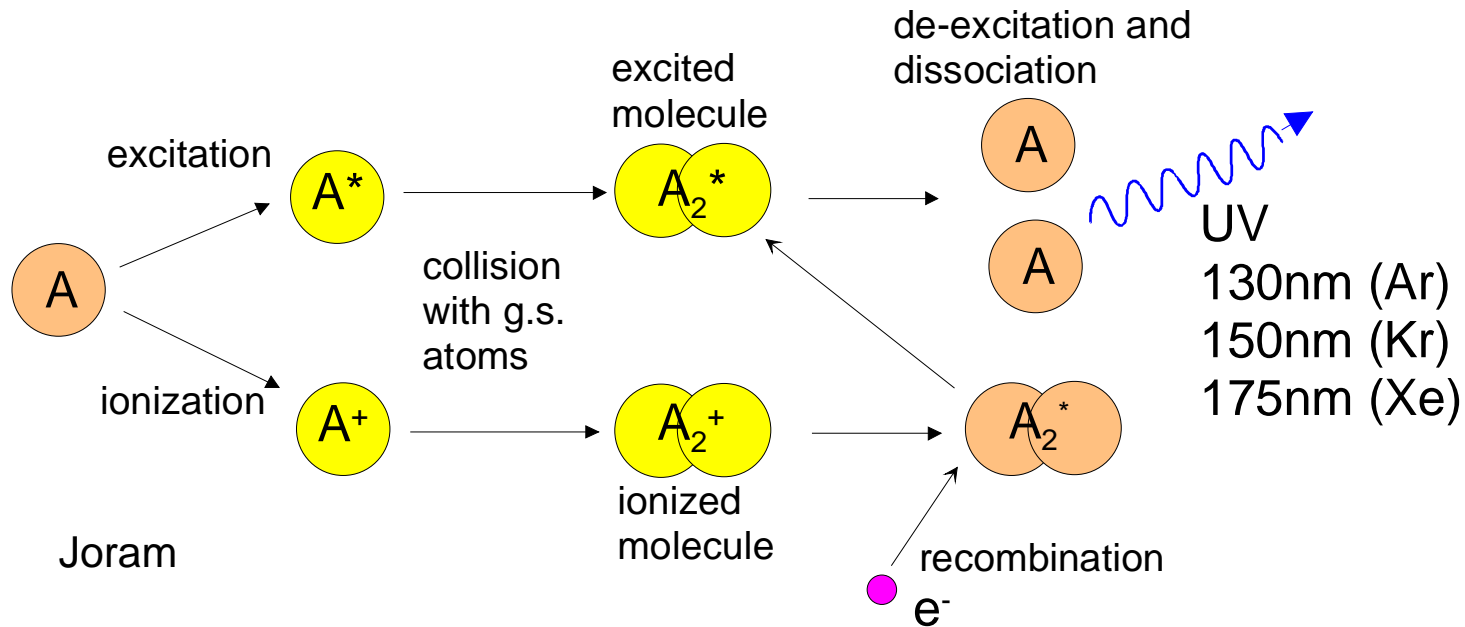 de-excitation and
dissociation
excited
molecule
excitation
A*
A₂*
A
A
UV
130nm (Ar)
150nm (Kr)
175nm (Xe)
A
collision
with g.s.
atoms
ionization
A⁺
A₂⁺
A₂*
ionized
molecule
Joram
recombination
e⁻